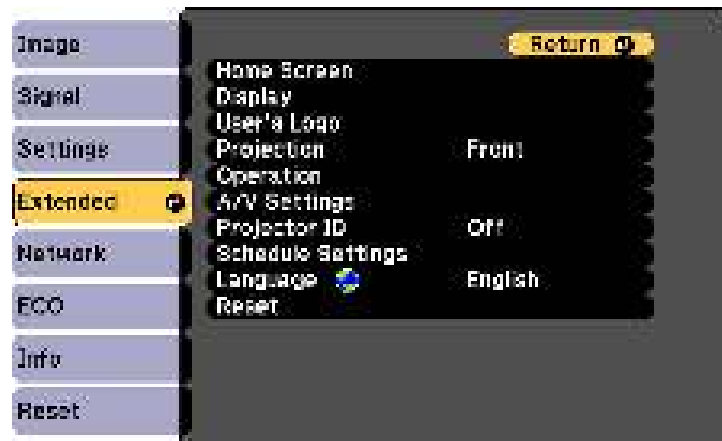 Image
Signal
Settings
Extended
Network
ECO
Info
Reset
Return
Home Screen
Display
User's Logo
Projection Front
Operation
A/V Settings
Projector ID Off
Schedule Settings
Language English
Reset